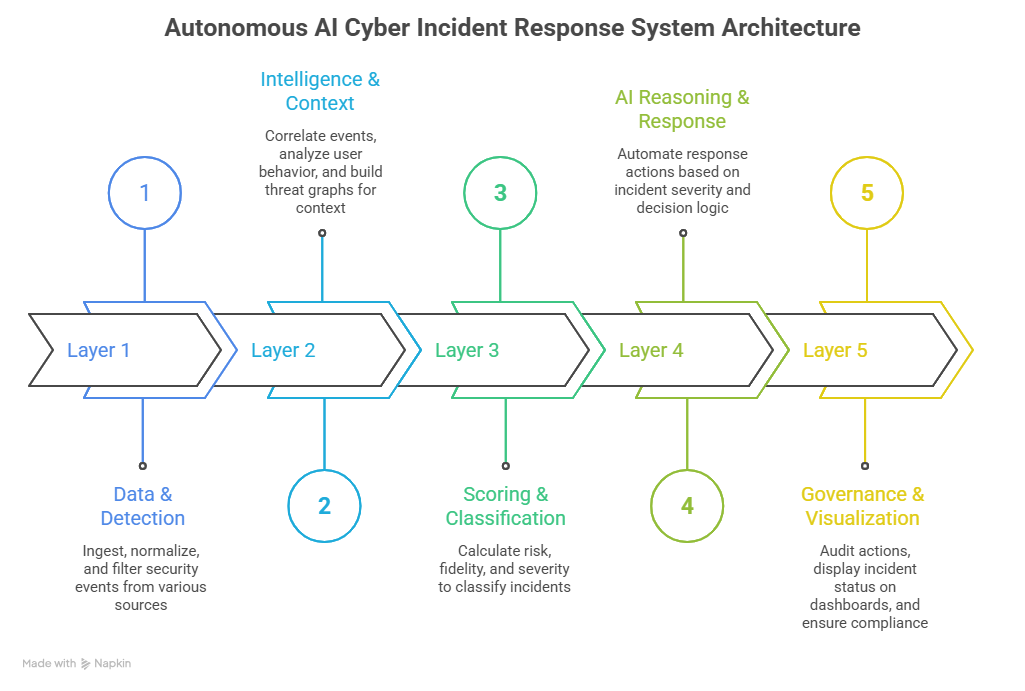 Autonomous AI Cyber Incident Response System Architecture
Intelligence &
Context
Correlate events,
analyze user
behavior, and build
threat graphs for
context
AI Reasoning &
Response
Automate response
actions based on
incident severity and
decision logic
1
3
5
Layer 1
Layer 2
Layer 3
Layer 4
Layer 5
2
4
Data &
Detection
Ingest, normalize,
and filter security
events from various
sources
Scoring &
Classification
Calculate risk,
fidelity, and severity
to classify incidents
Governance &
Visualization
Audit actions,
display incident
status on
dashboards, and
ensure compliance
Made with Napkin